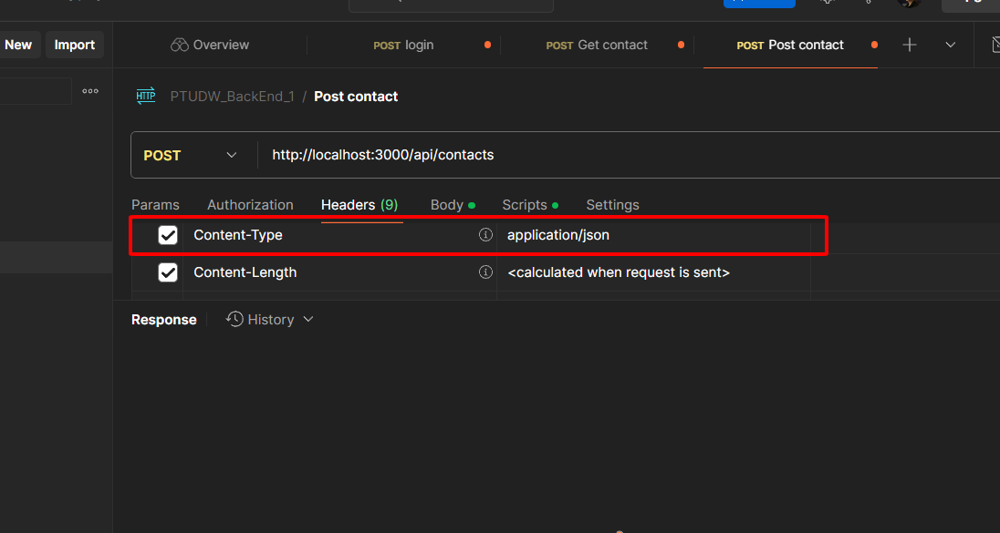 New Import Overview POST login POST Get contact POST Post contact
HTTP PTUDW_BackEnd_1 / Post contact
POST http://localhost:3000/api/contacts
Params Authorization Headers (9) Body Scripts Settings
Content-Type application/json
Content-Length <calculated when request is sent>
Response History